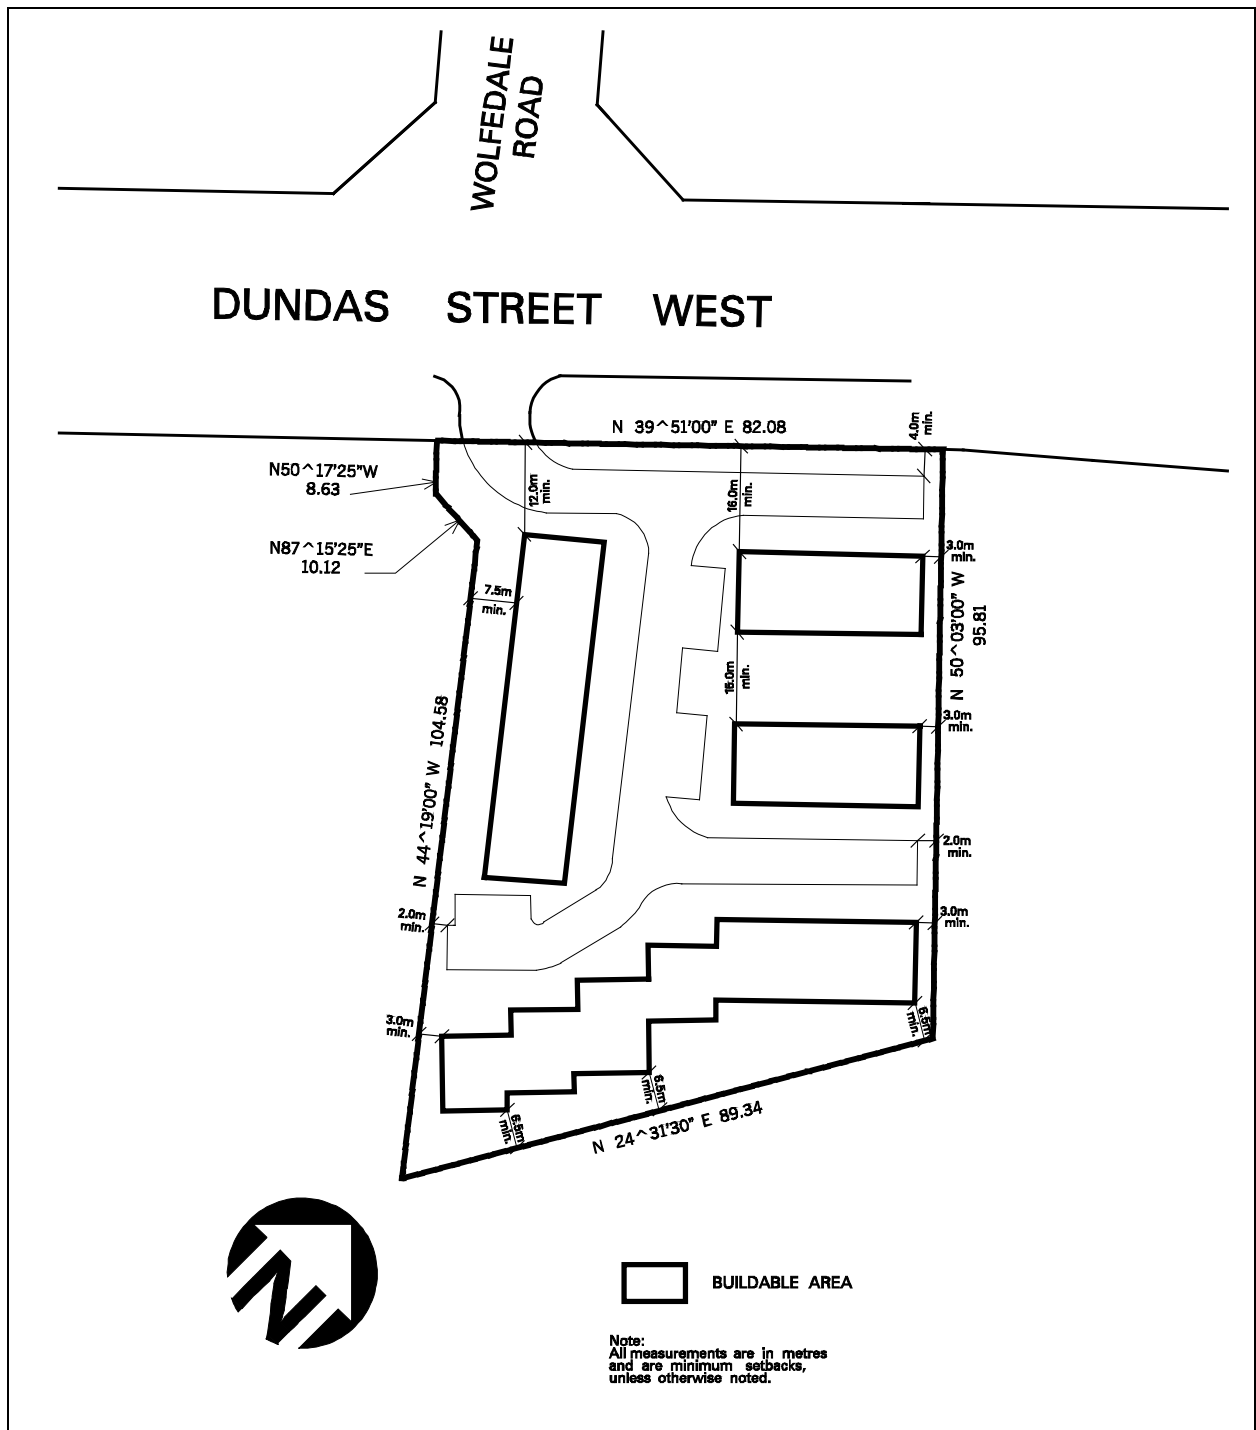 WOLFEDALE
ROAD
DUNDAS STREET WEST
N 39^51'00" E 82.08
4.0m
min.
N50^17'25"W
8.63
12.0m
min.
16.0m
min.
N87^15'25"E
10.12
3.0m
min.
7.5m
min.
N 50^03'00" W
95.81
15.0m
min.
N 44^19'00" W 104.58
3.0m
min.
2.0m
min.
2.0m
min.
3.0m
min.
3.0m
min.
6.5m
min.
6.5m
min.
6.5m
min.
N 24^31'30" E 89.34
N
BUILDABLE AREA
Note:
All measurements are in metres
and are minimum setbacks,
unless otherwise noted.